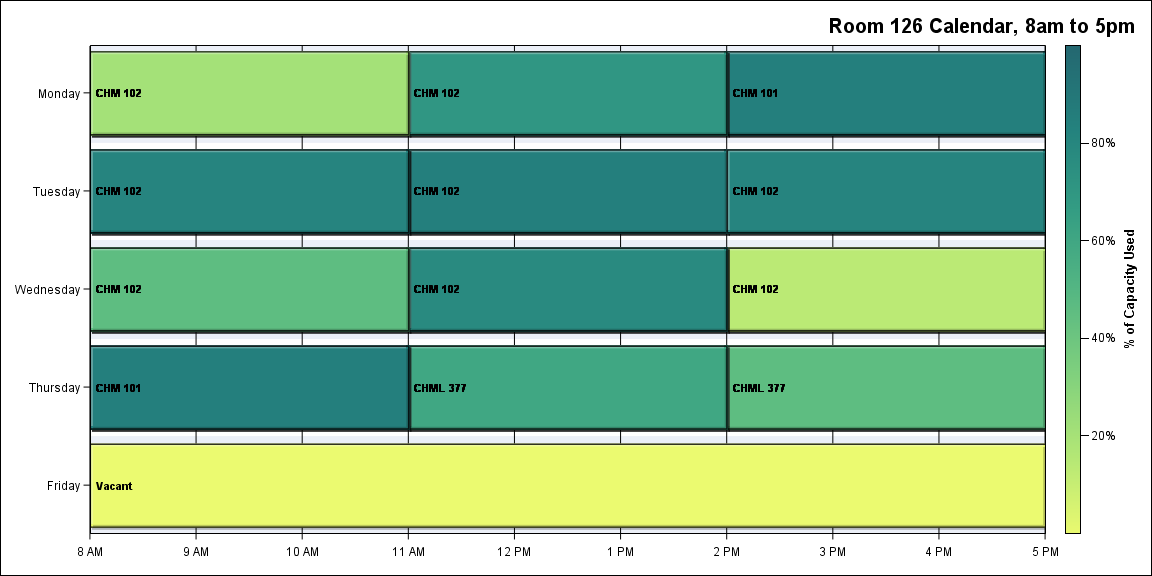 Room 126 Calendar, 8am to 5pm
Monday
CHM 102
CHM 102
CHM 101
Tuesday
CHM 102
CHM 102
CHM 102
Wednesday
CHM 102
CHM 102
CHM 102
Thursday
CHM 101
CHML 377
CHML 377
Friday
Vacant
8 AM
9 AM
10 AM
11 AM
12 PM
1 PM
2 PM
3 PM
4 PM
5 PM
80%
60%
40%
20%
% of Capacity Used